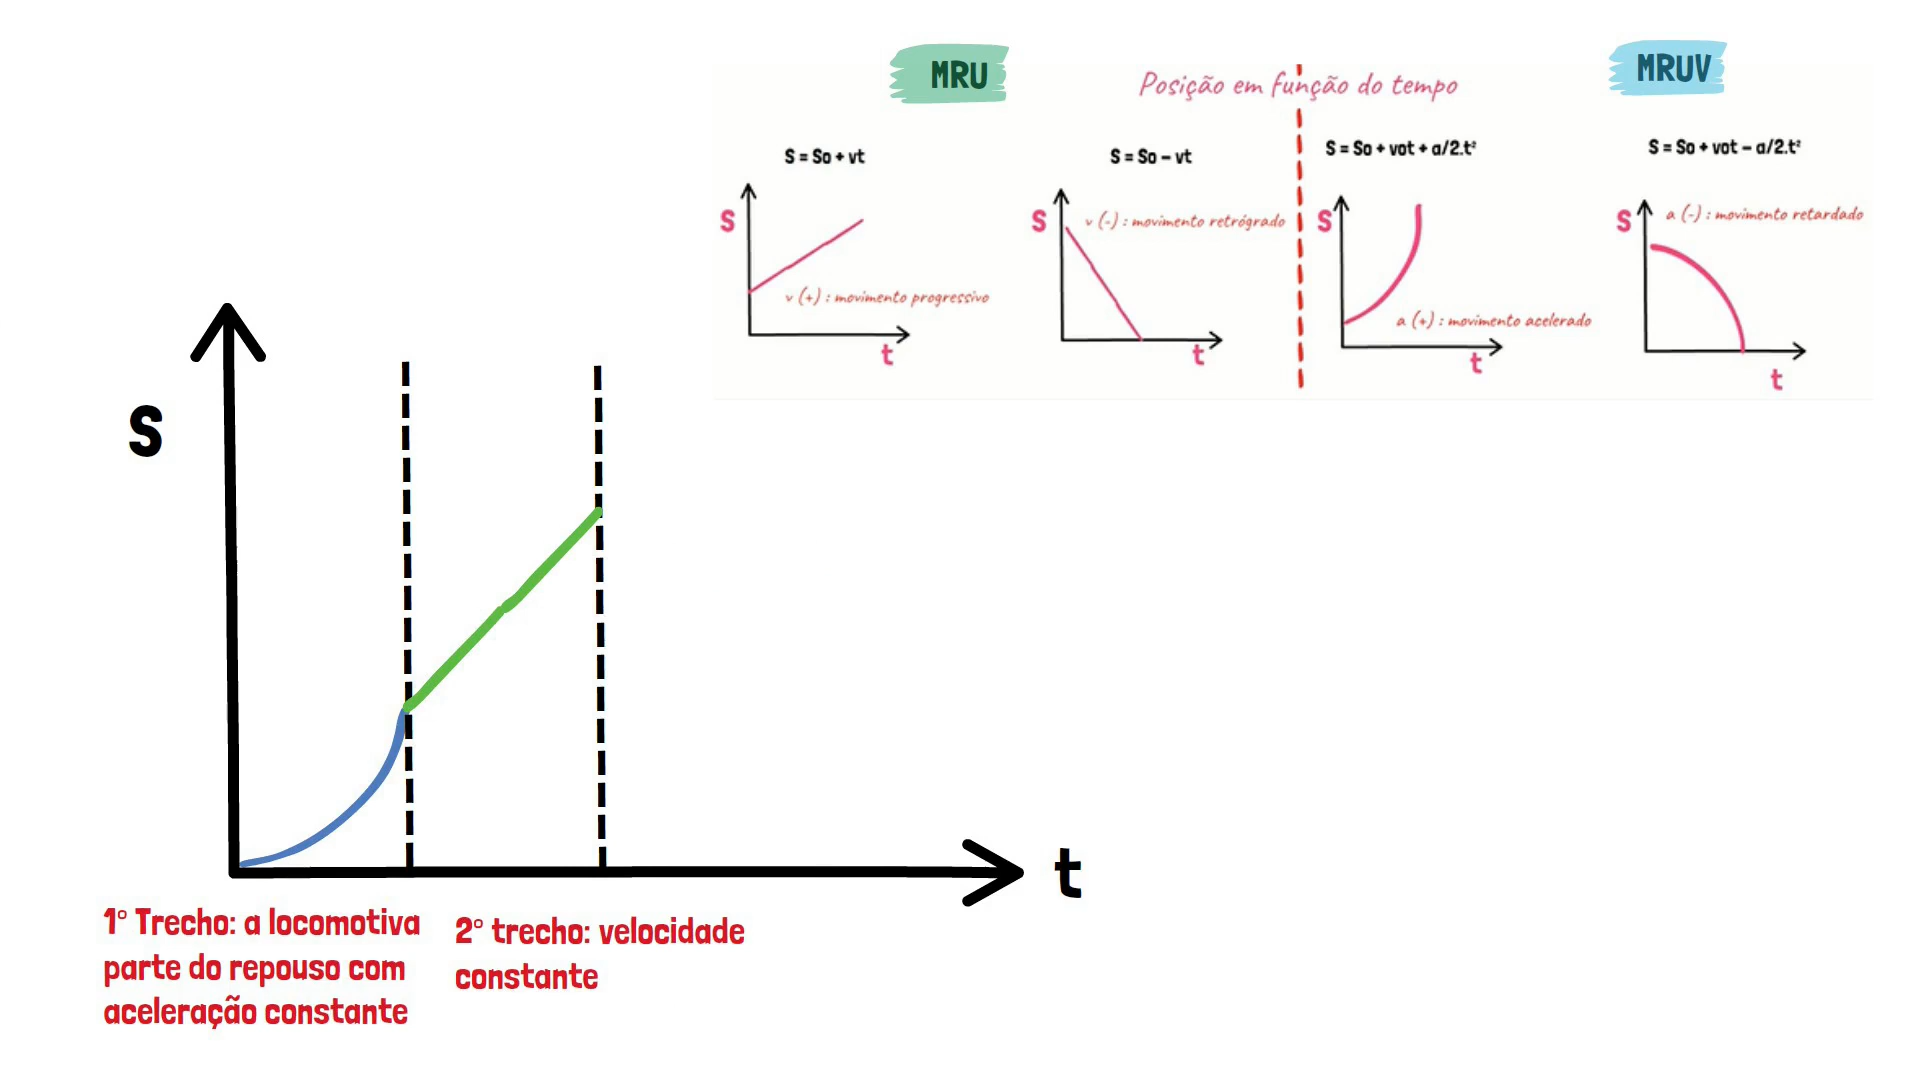 MRU
Posição em função do tempo
MRUV
S = So + vt
S = So - vt
S = So + vot + a/2.t²
S = So + vot - a/2.t²
S
v (+) : movimento progressivo
t
S
v (-) : movimento retrógrado
t
S
a (+) : movimento acelerado
t
S
a (-) : movimento retardado
t
S
t
1° Trecho: a locomotiva
parte do repouso com
aceleração constante
2° trecho: velocidade
constante